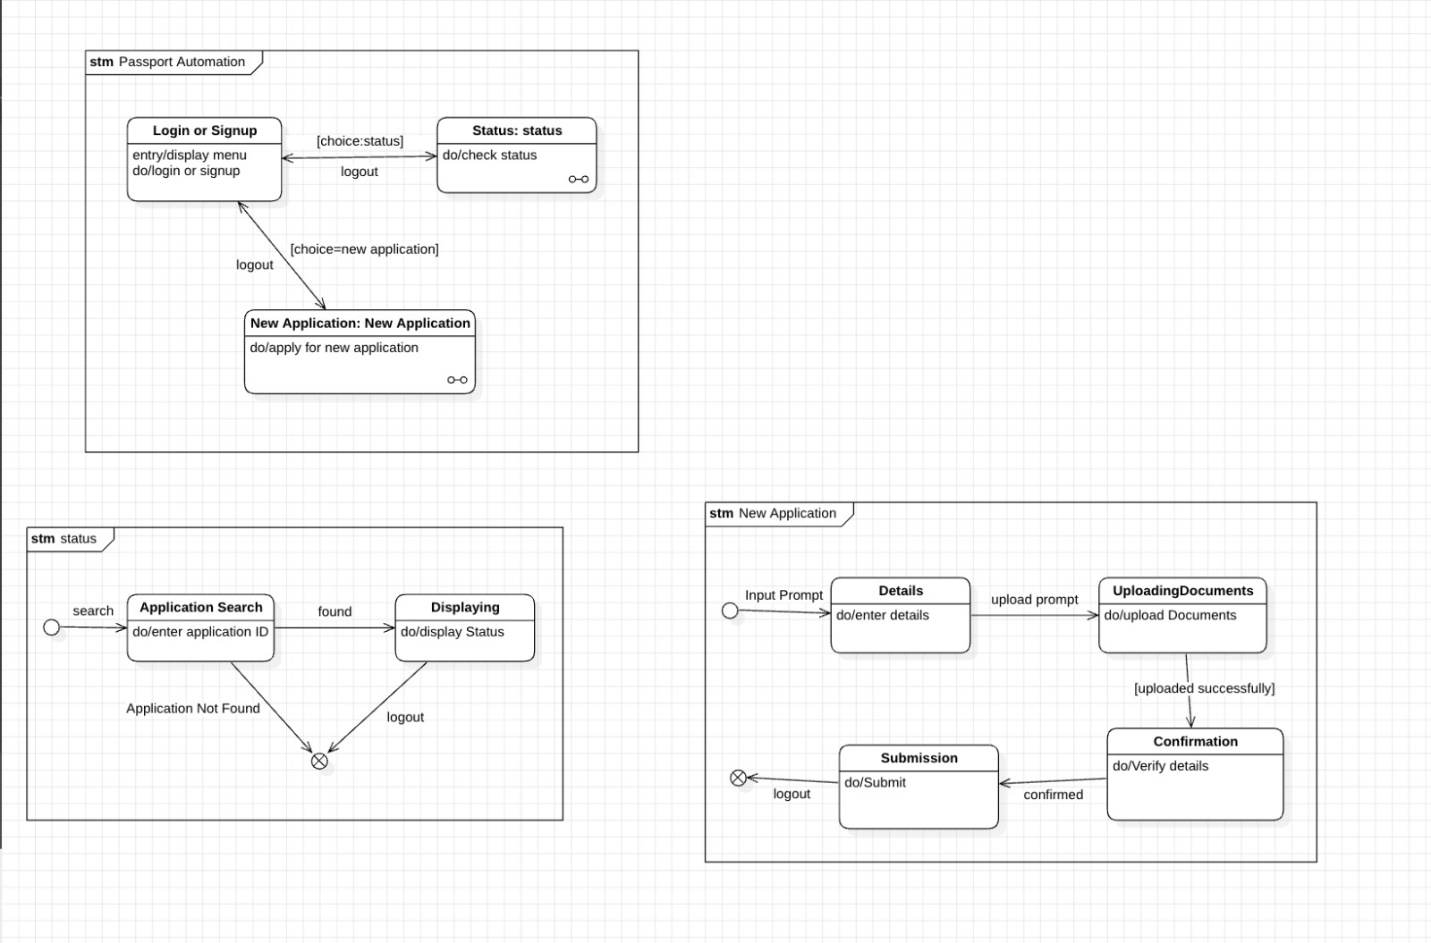 stm Passport Automation
Login or Signup
entry/display menu
do/login or signup
[choice:status]
logout
Status: status
do/check status
[choice=new application]
logout
New Application: New Application
do/apply for new application
stm status
search
Application Search
do/enter application ID
found
Displaying
do/display Status
Application Not Found
logout
stm New Application
Input Prompt
Details
do/enter details
upload prompt
UploadingDocuments
do/upload Documents
[uploaded successfully]
Confirmation
do/Verify details
confirmed
Submission
do/Submit
logout